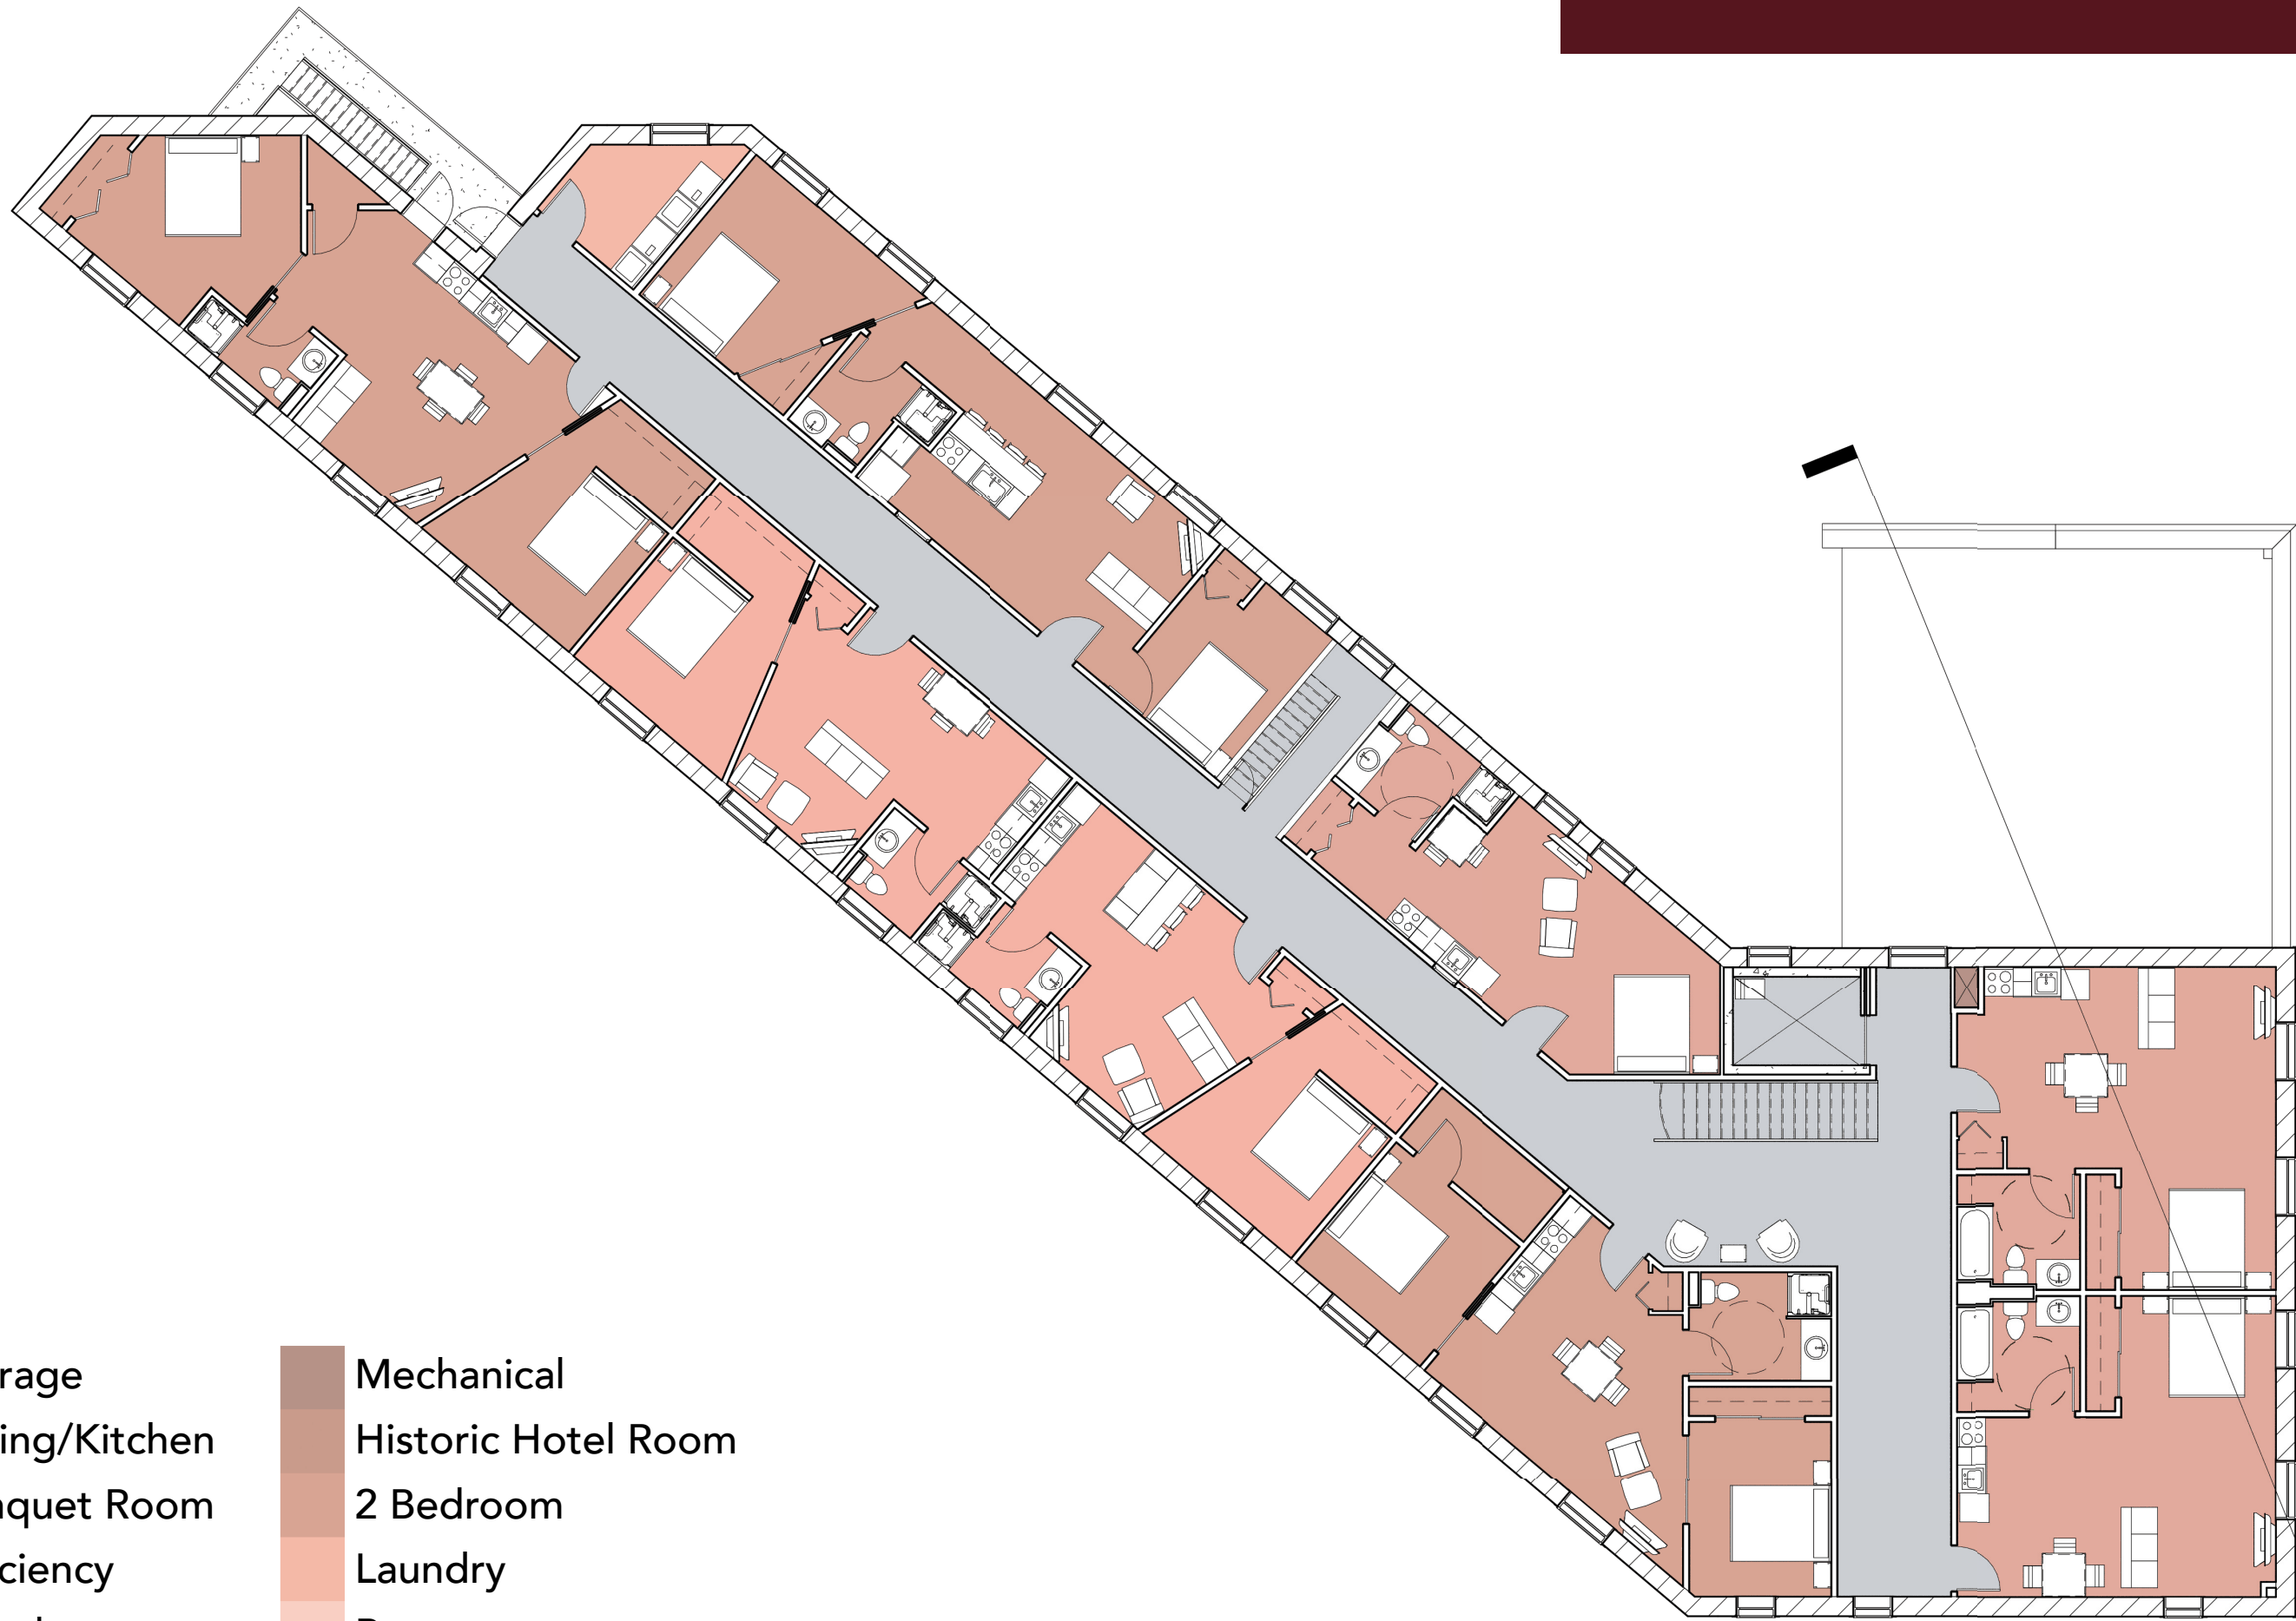 rage
ing/Kitchen
quet Room
ciency
Mechanical
Historic Hotel Room
2 Bedroom
Laundry